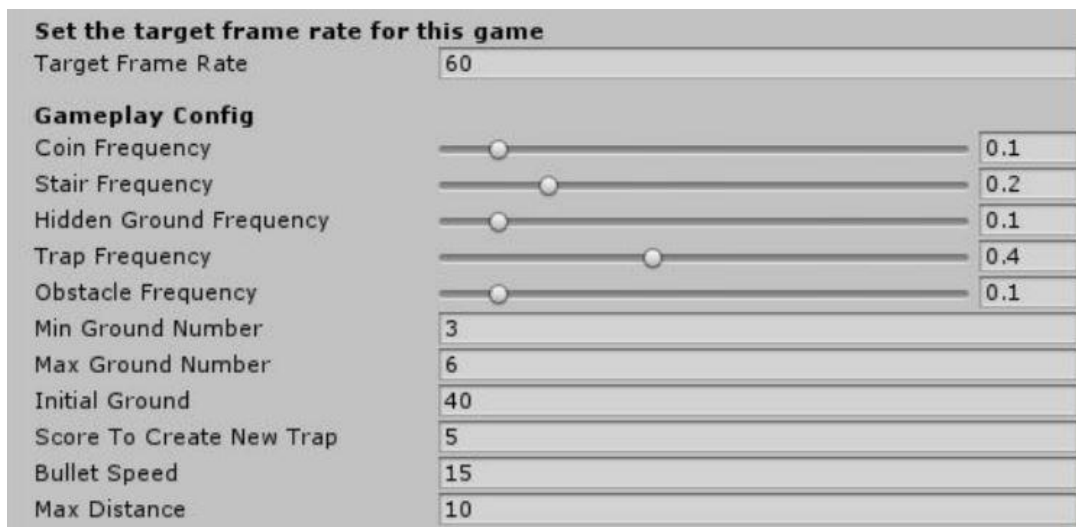 Set the target frame rate for this game
Target Frame Rate 60
Gameplay Config
Coin Frequency 0.1
Stair Frequency 0.2
Hidden Ground Frequency 0.1
Trap Frequency 0.4
Obstacle Frequency 0.1
Min Ground Number 3
Max Ground Number 6
Initial Ground 40
Score To Create New Trap 5
Bullet Speed 15
Max Distance 10